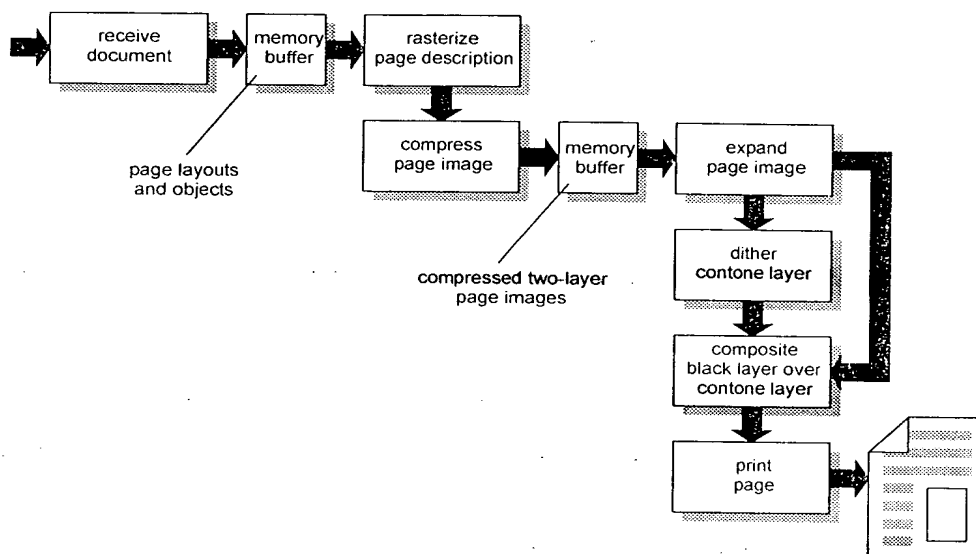 receive
document
memory
buffer
rasterize
page description
page layouts
and objects
compress
page image
memory
buffer
expand
page image
compressed two-layer
page images
dither
contone layer
composite
black layer over
contone layer
print
page